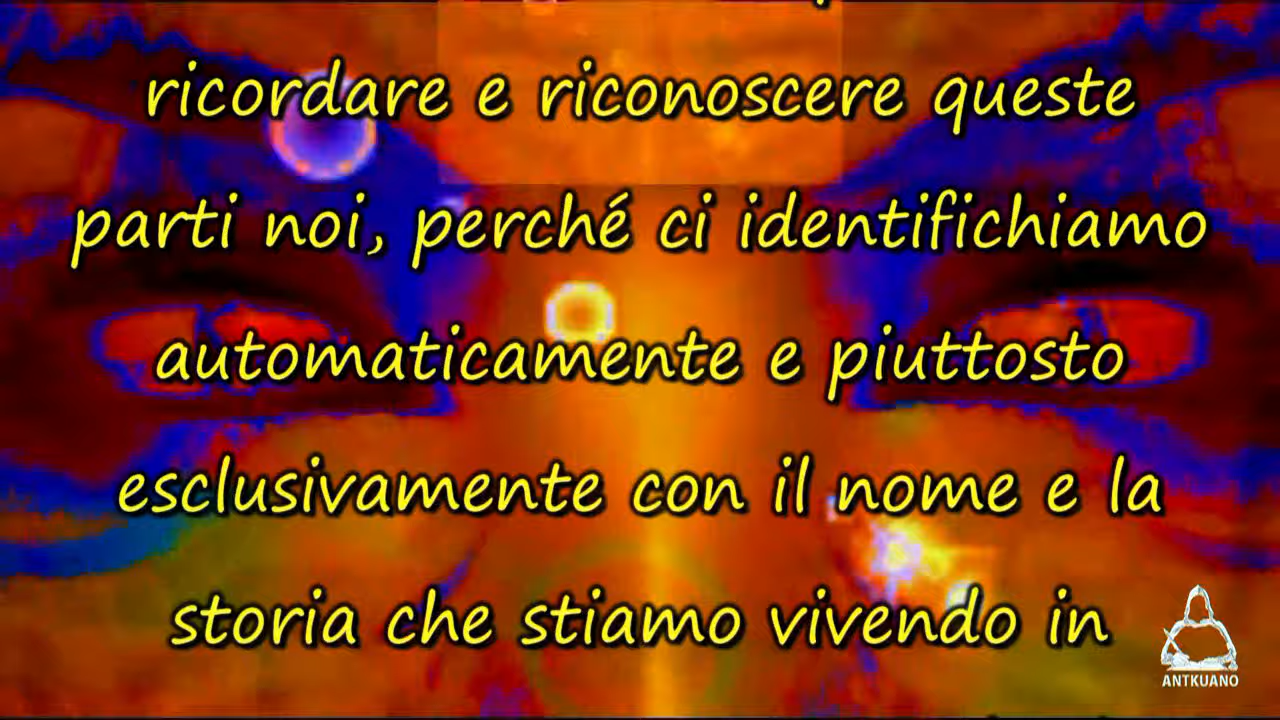 ricordare e riconoscere queste
parti noi, perché ci identifichiamo
automaticamente e piuttosto
esclusivamente con il nome e la
storia che stiamo vivendo in
ANTKUANO